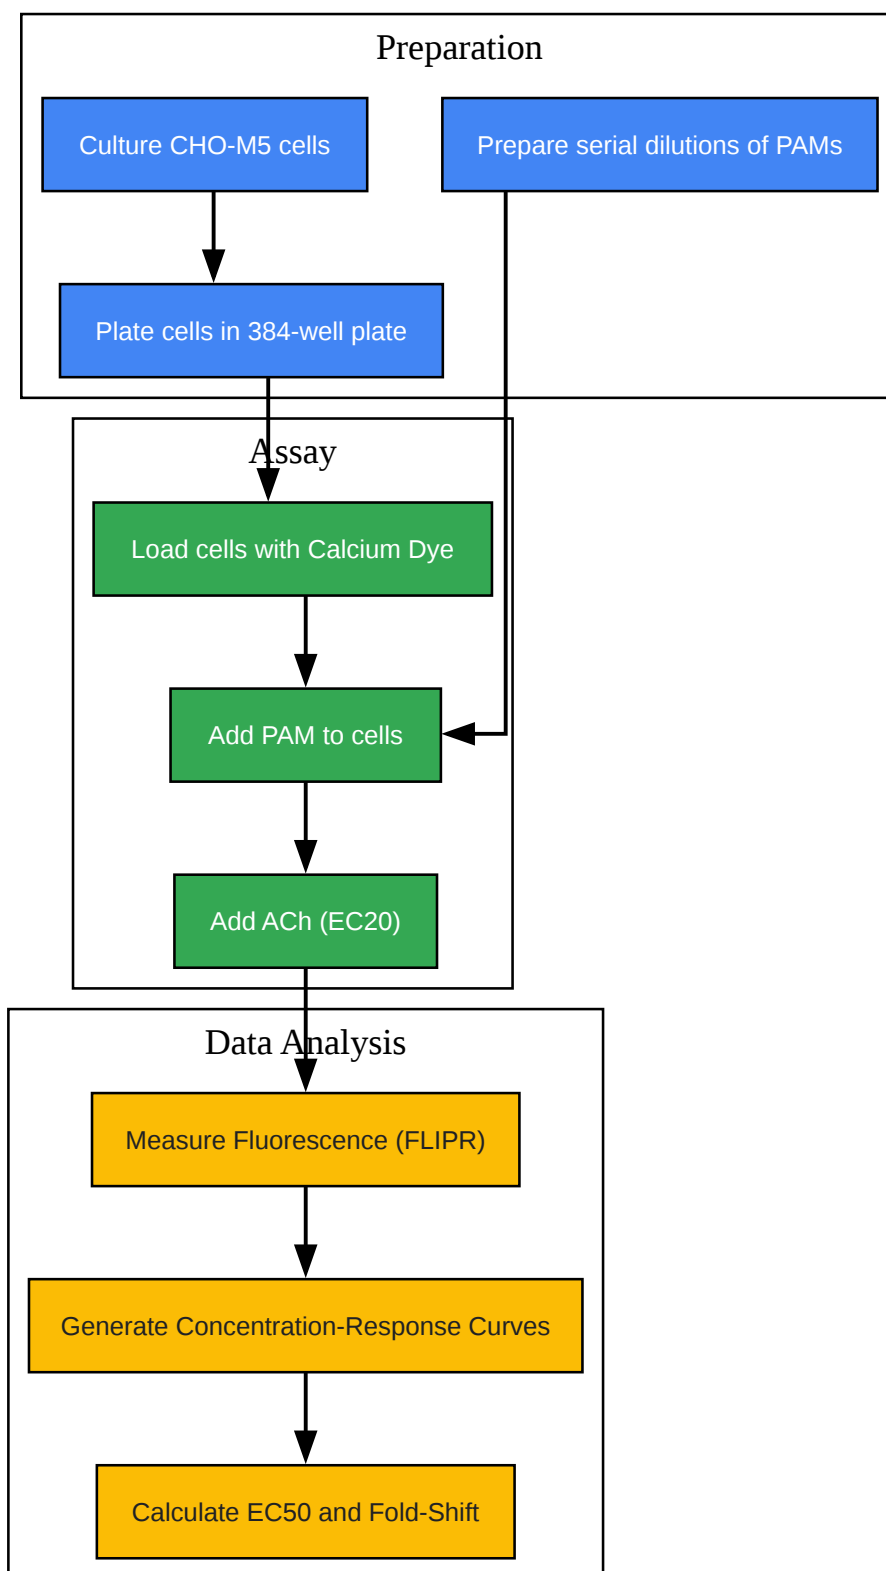 Preparation
Culture CHO-M5 cells
Prepare serial dilutions of PAMs
Plate cells in 384-well plate
Assay
Load cells with Calcium Dye
Add PAM to cells
Add ACh (EC20)
Data Analysis
Measure Fluorescence (FLIPR)
Generate Concentration-Response Curves
Calculate EC50 and Fold-Shift